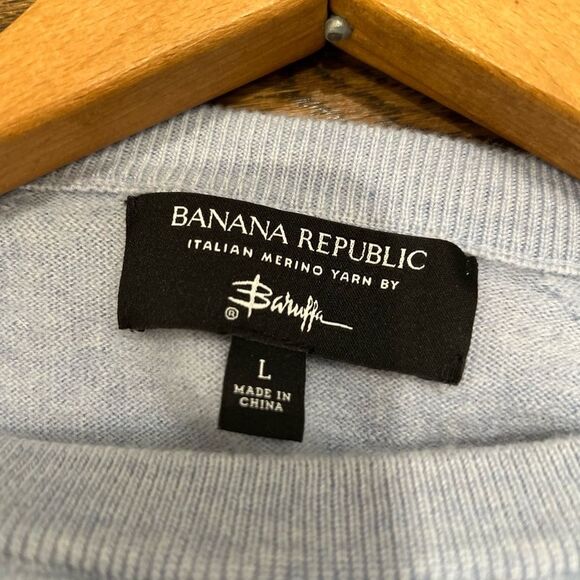 BANANA REPUBLIC
ITALIAN MERINO YARN BY
Baruffa
®
L
MADE IN
CHINA